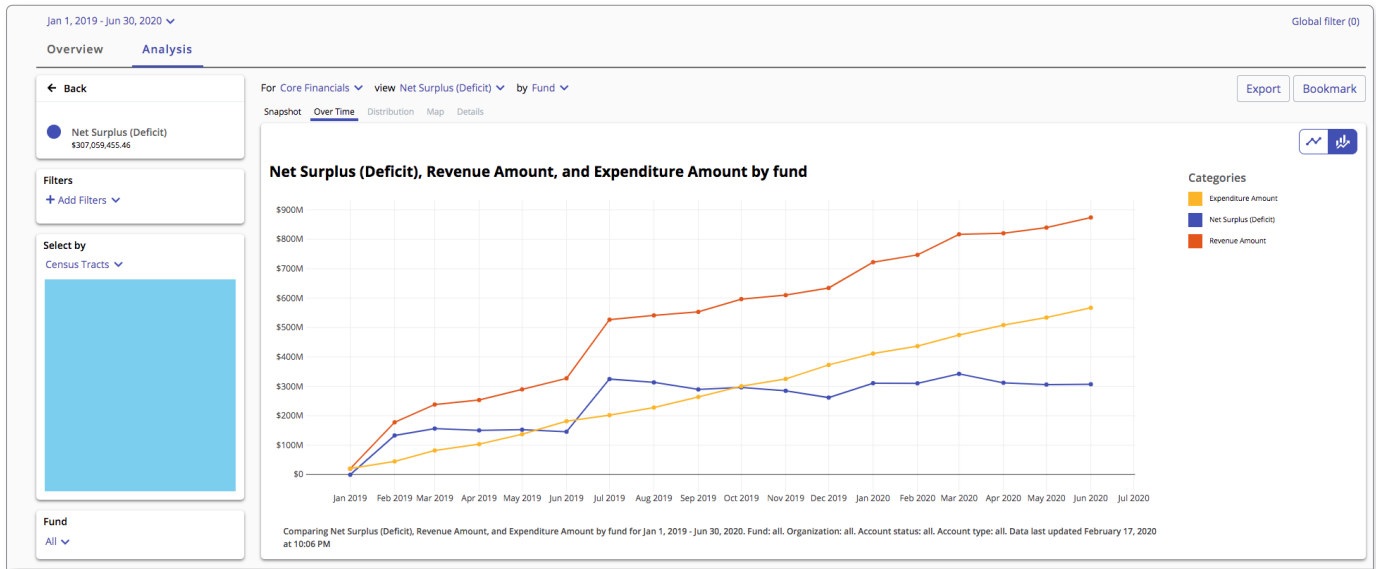 Jan 1, 2019 - Jun 30, 2020
Global filter (0)
Overview
Analysis
Back
Net Surplus (Deficit)
$307,059,455.46
Filters
+ Add Filters
Select by
Census Tracts
Fund
All
For Core Financials view Net Surplus (Deficit) by Fund
Export
Bookmark
Snapshot Over Time Distribution Map Details
Net Surplus (Deficit), Revenue Amount, and Expenditure Amount by fund
$900M
$800M
$700M
$600M
$500M
$400M
$300M
$200M
$100M
$0
Jan 2019 Feb 2019 Mar 2019 Apr 2019 May 2019 Jun 2019 Jul 2019 Aug 2019 Sep 2019 Oct 2019 Nov 2019 Dec 2019 Jan 2020 Feb 2020 Mar 2020 Apr 2020 May 2020 Jun 2020 Jul 2020
Categories
Expenditure Amount
Net Surplus (Deficit)
Revenue Amount
Comparing Net Surplus (Deficit), Revenue Amount, and Expenditure Amount by fund for Jan 1, 2019 - Jun 30, 2020. Fund: all. Organization: all. Account status: all. Account type: all. Data last updated February 17, 2020
at 10:06 PM